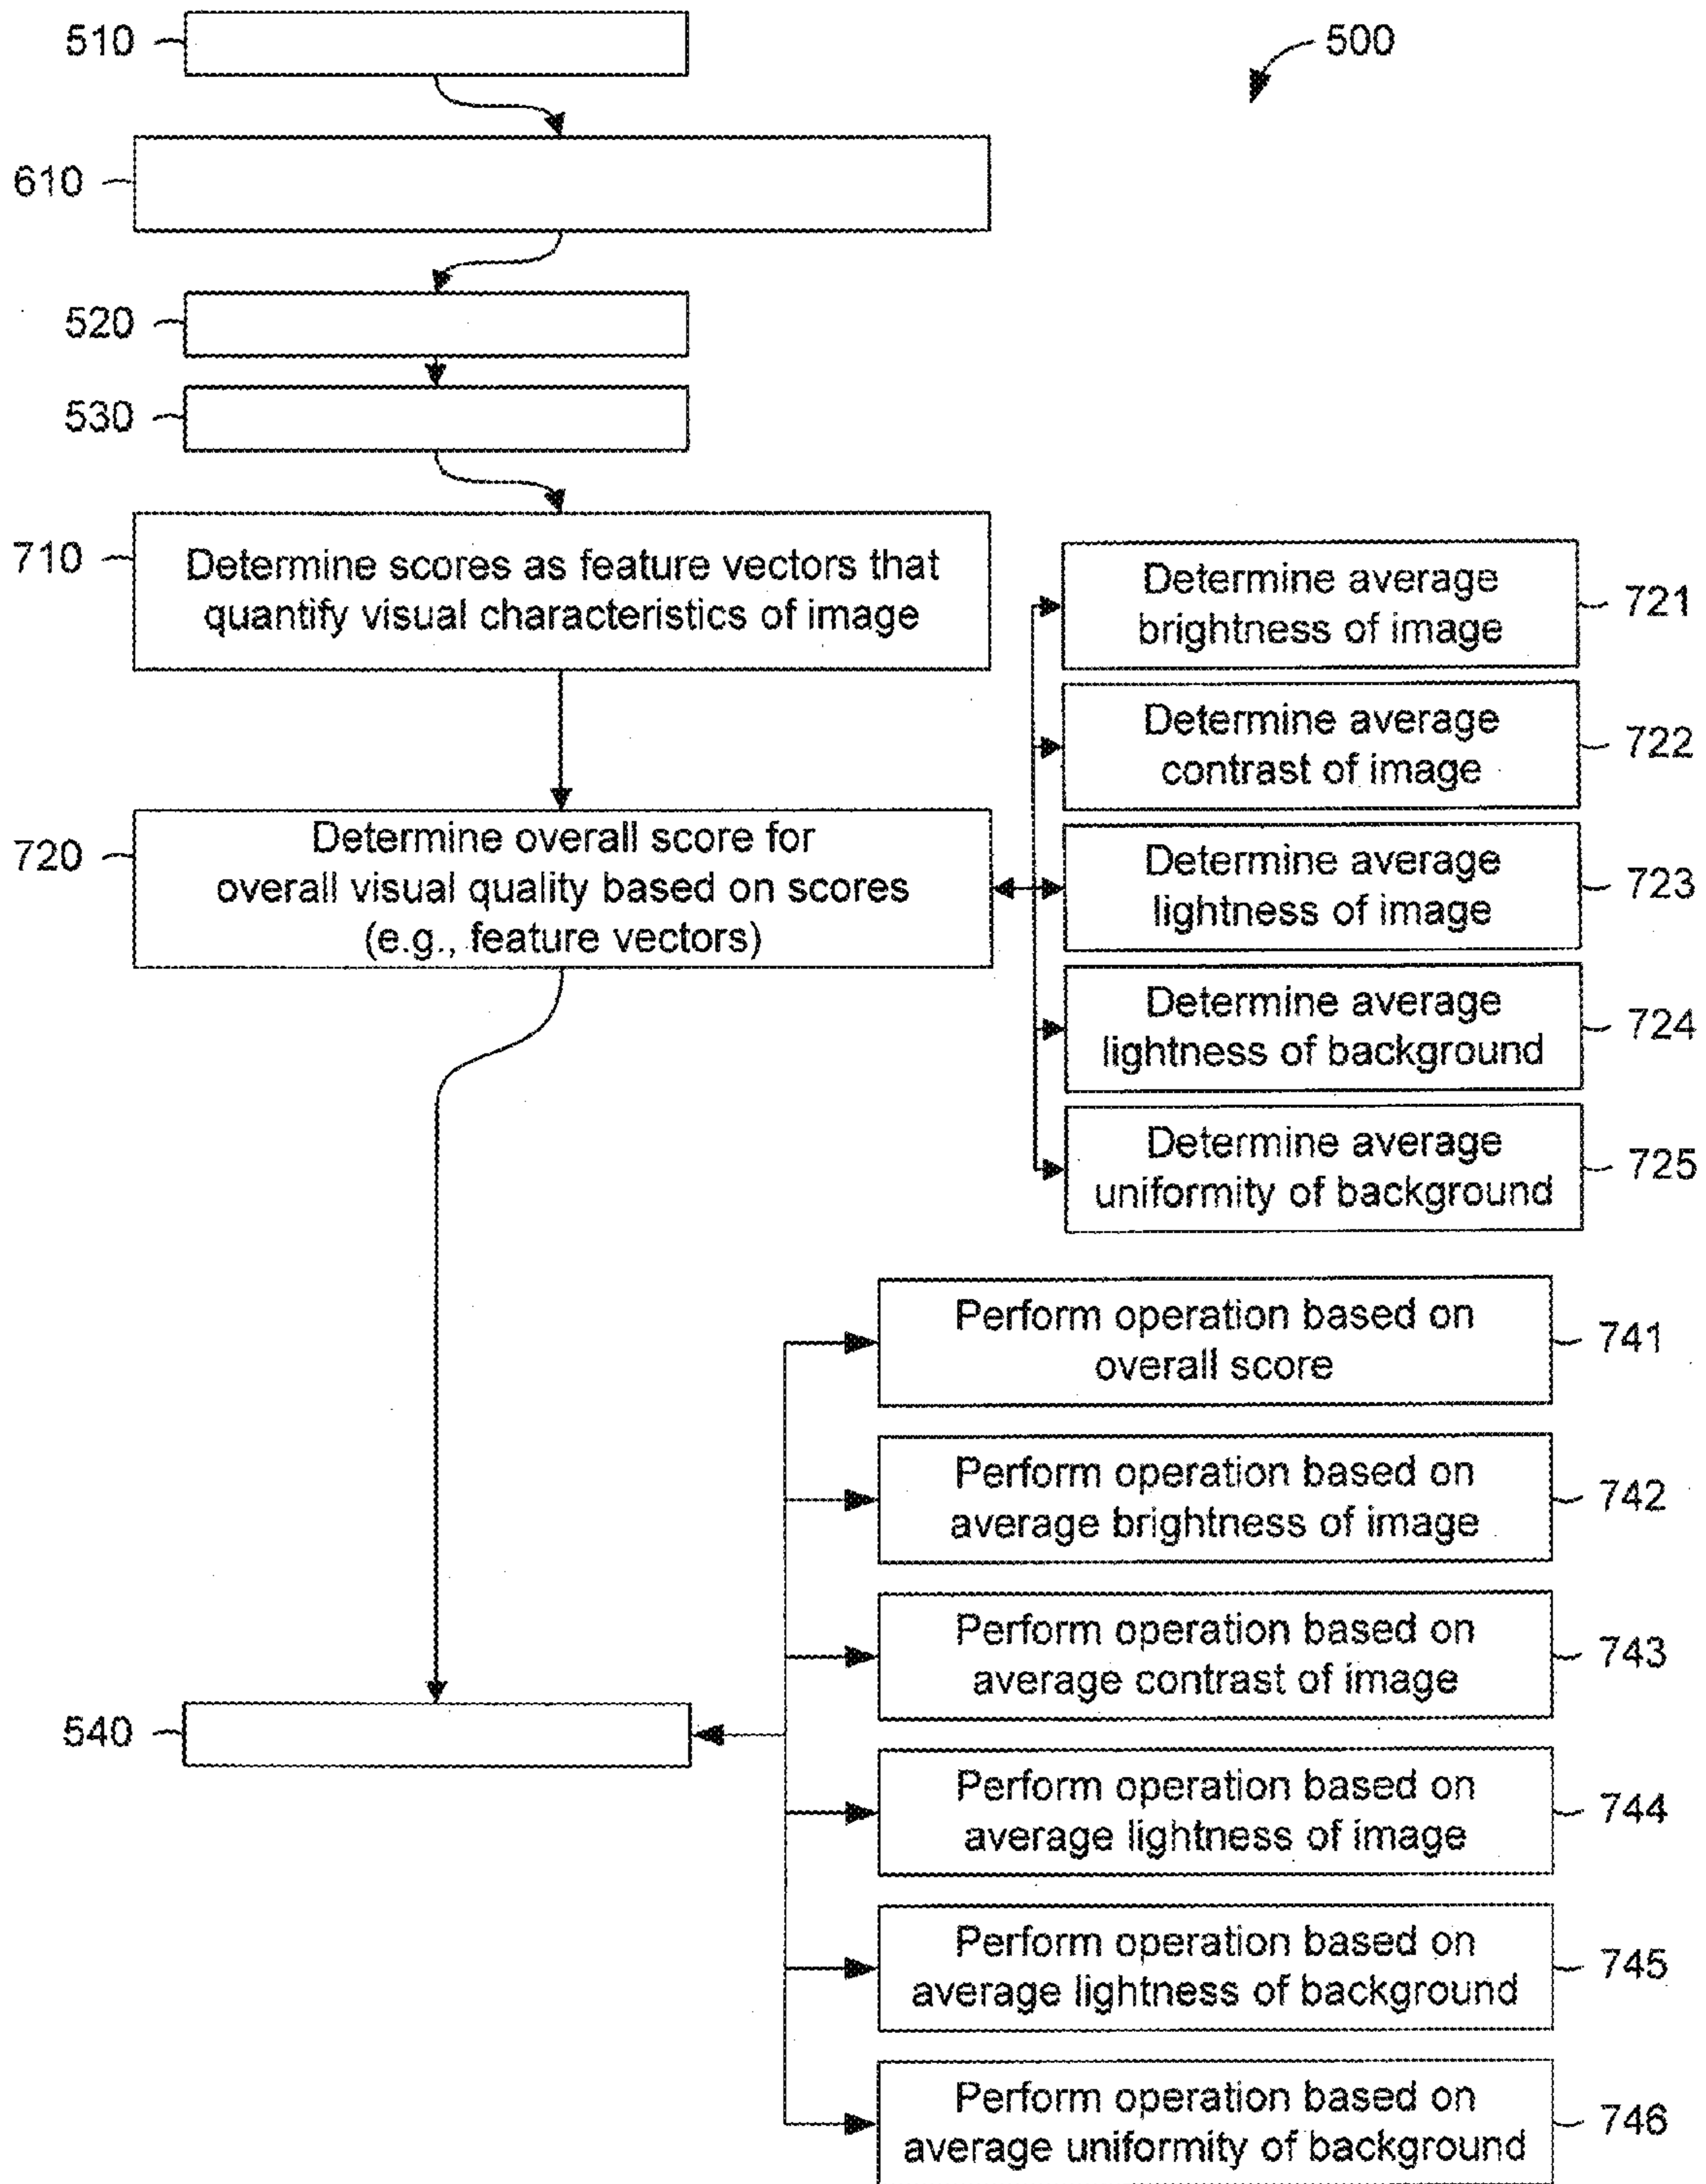 510
500
610
520
530
710
Determine scores as feature vectors that
quantify visual characteristics of image
Determine average
brightness of image
721
Determine average
contrast of image
722
720
Determine overall score for
overall visual quality based on scores
(e.g., feature vectors)
Determine average
lightness of image
723
Determine average
lightness of background
724
Determine average
uniformity of background
725
Perform operation based on
overall score
741
Perform operation based on
average brightness of image
742
Perform operation based on
average contrast of image
743
540
Perform operation based on
average lightness of image
744
Perform operation based on
average lightness of background
745
Perform operation based on
average uniformity of background
746